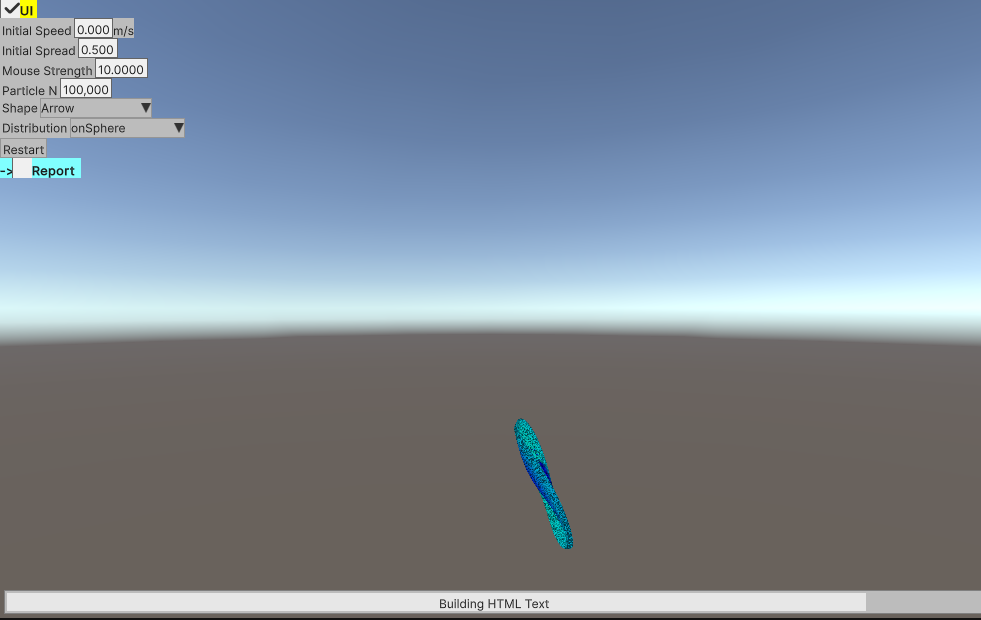 UI
Initial Speed 0.000 m/s
Initial Spread 0.500
Mouse Strength 10.0000
Particle N 100,000
Shape Arrow
Distribution onSphere
Restart
-> Report
Building HTML Text